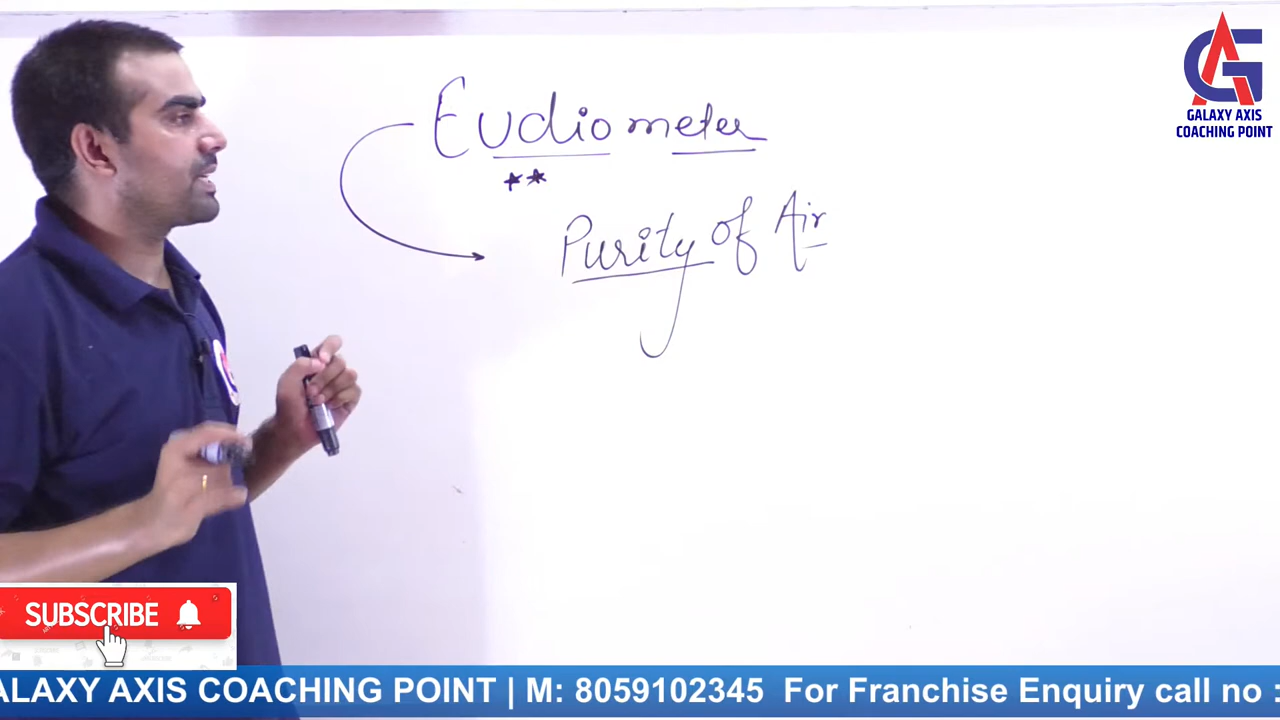 Eudiometer
**
Purity of Air
GALAXY AXIS
COACHING POINT
SUBSCRIBE
ALAXY AXIS COACHING POINT | M: 8059102345 For Franchise Enquiry call no :